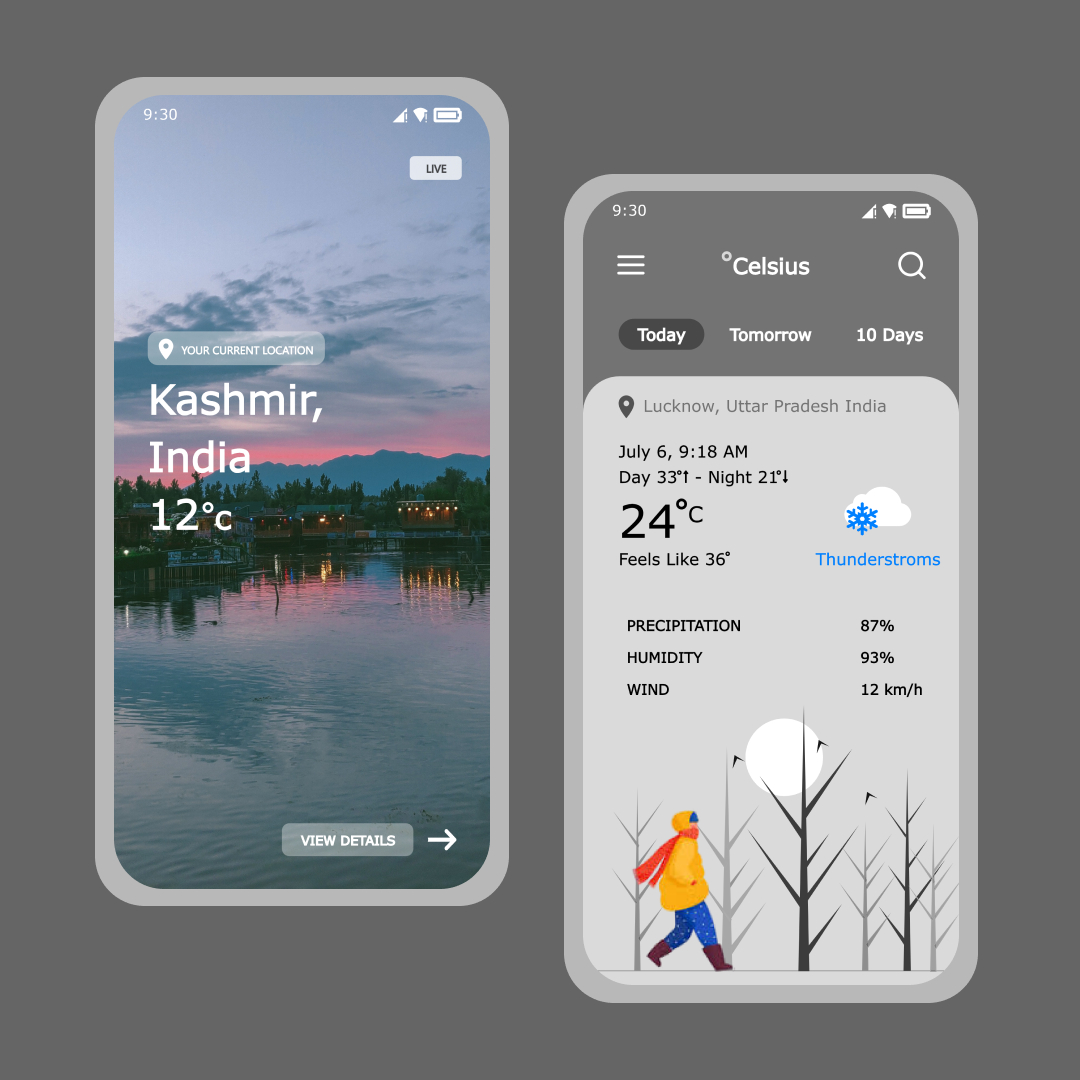 9:30
LIVE
YOUR CURRENT LOCATION
Kashmir,
India
12°c
VIEW DETAILS
9:30
°Celsius
Today Tomorrow 10 Days
Lucknow, Uttar Pradesh India
July 6, 9:18 AM
Day 33°↑ - Night 21°↓
24°C
Feels Like 36°
Thunderstroms
PRECIPITATION 87%
HUMIDITY 93%
WIND 12 km/h